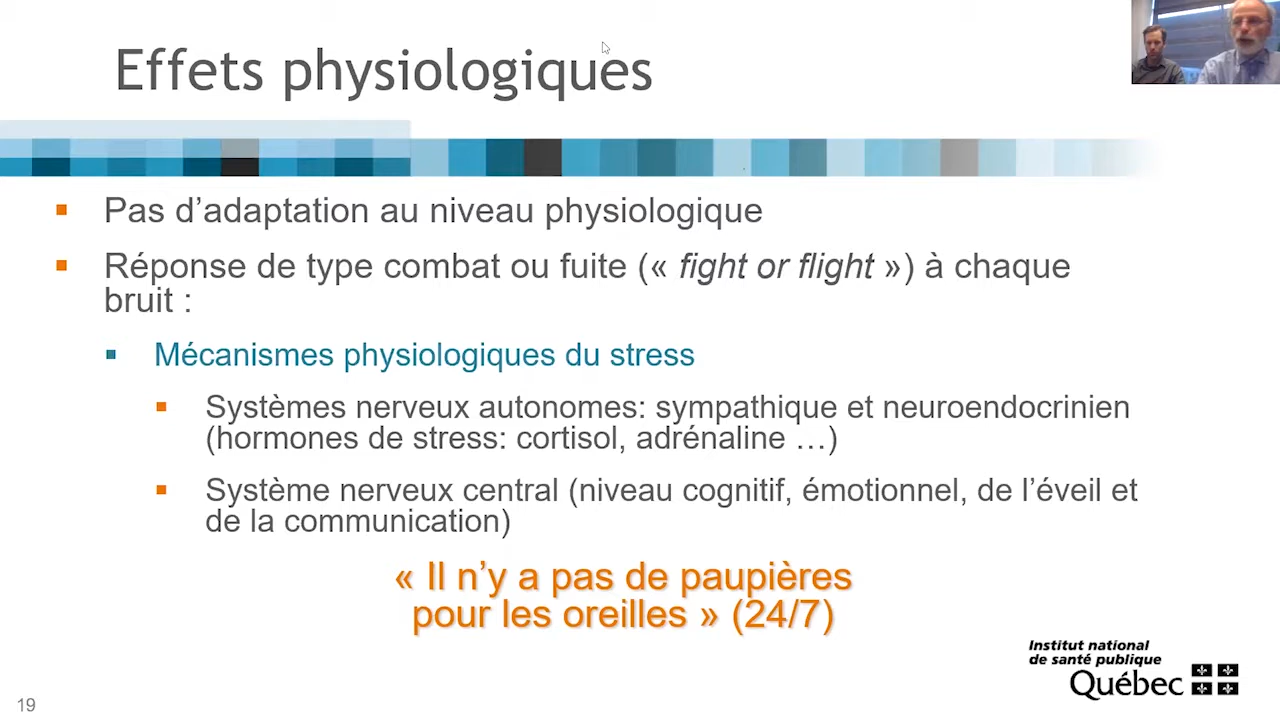 Effets physiologiques
Pas d’adaptation au niveau physiologique
Réponse de type combat ou fuite (« fight or flight ») à chaque
bruit :
Mécanismes physiologiques du stress
Systèmes nerveux autonomes: sympathique et neuroendocrinien
(hormones de stress: cortisol, adrénaline …)
Système nerveux central (niveau cognitif, émotionnel, de l’éveil et
de la communication)
« Il n’y a pas de paupières
pour les oreilles » (24/7)
Institut national
de santé publique
Québec
19